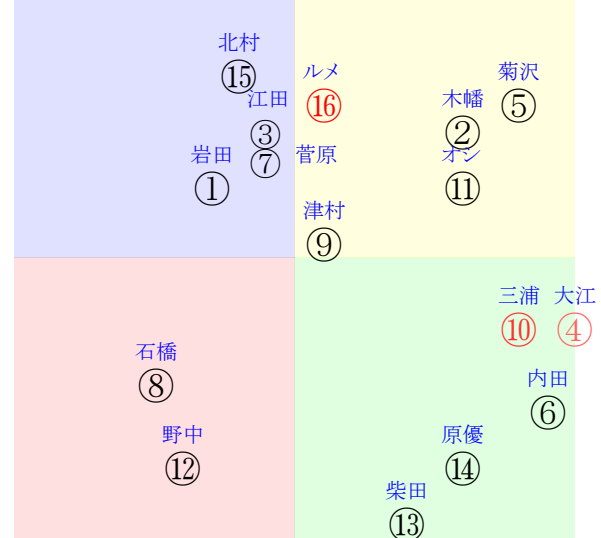 北村
⑮
ルメ
⑯
菊沢
⑤
江田
③
木幡
②
岩田
①
⑦
菅原
オシ
⑪
津村
⑨
三浦
⑩
大江
④
石橋
⑧
内田
⑥
野中
⑫
原優
⑭
柴田
⑬